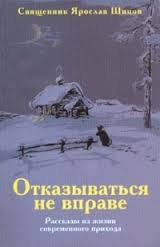 Священник Ярослав Шипов
Отказываться
не вправе
Рассказы из жизни
современного прихода